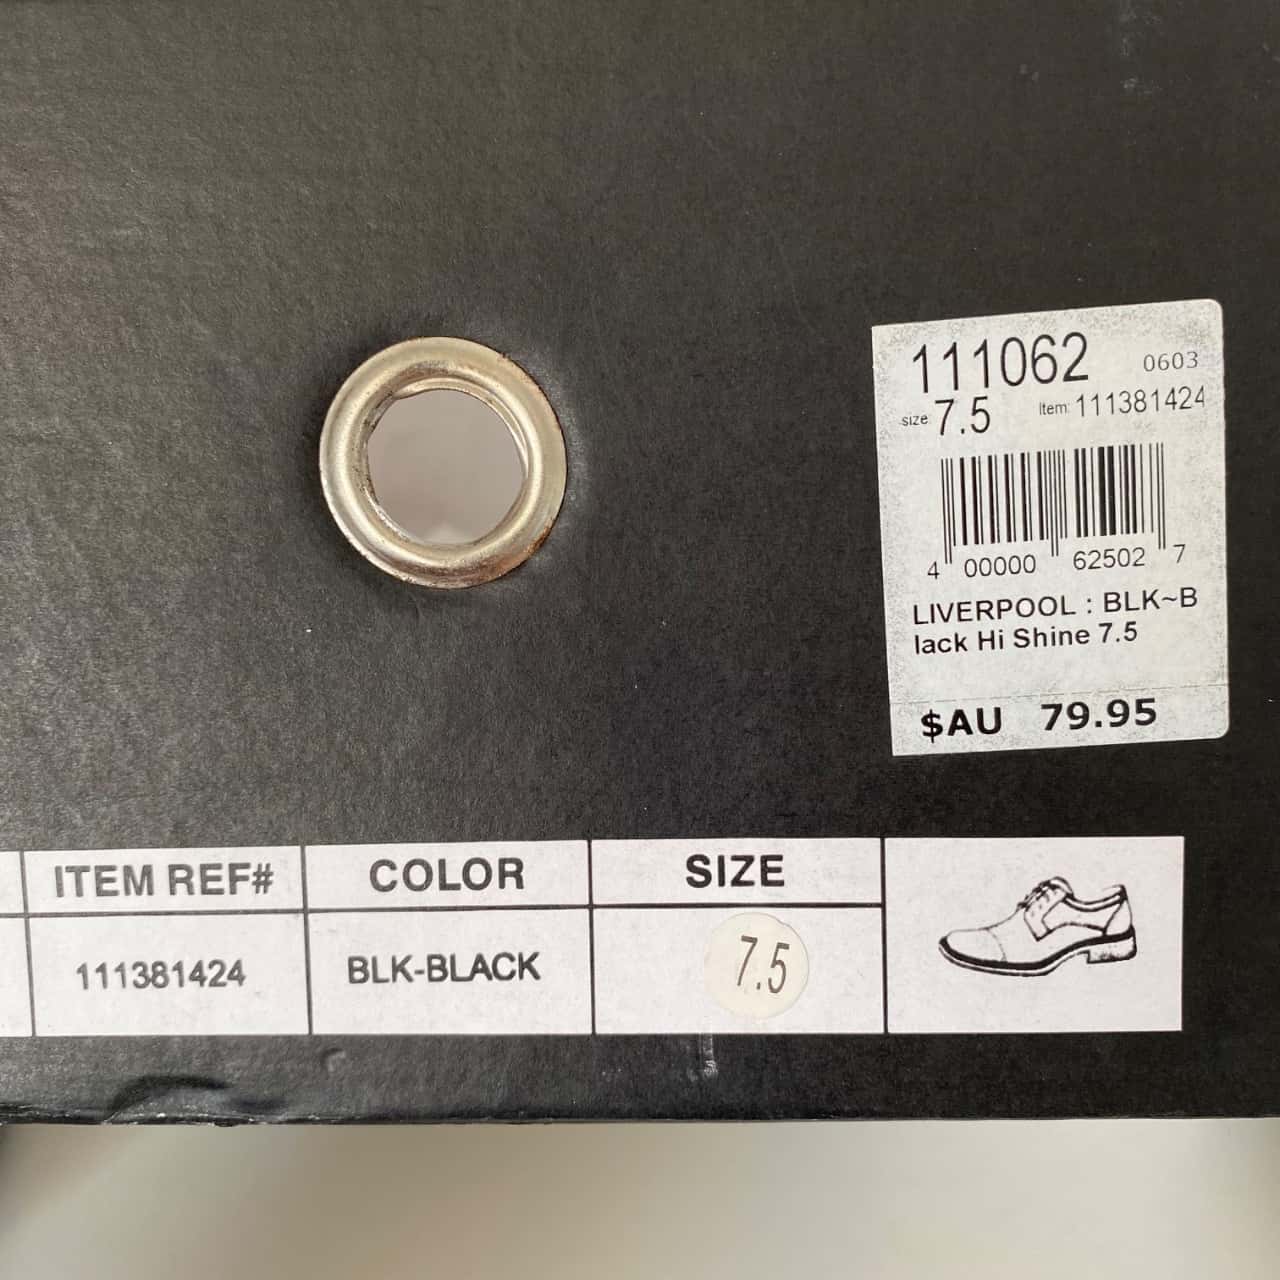 111062 0603
size 7.5 Item: 111381424
4 00000 62502 7
LIVERPOOL : BLK~B
lack Hi Shine 7.5
$AU 79.95
ITEM REF# COLOR SIZE
111381424 BLK-BLACK 7.5